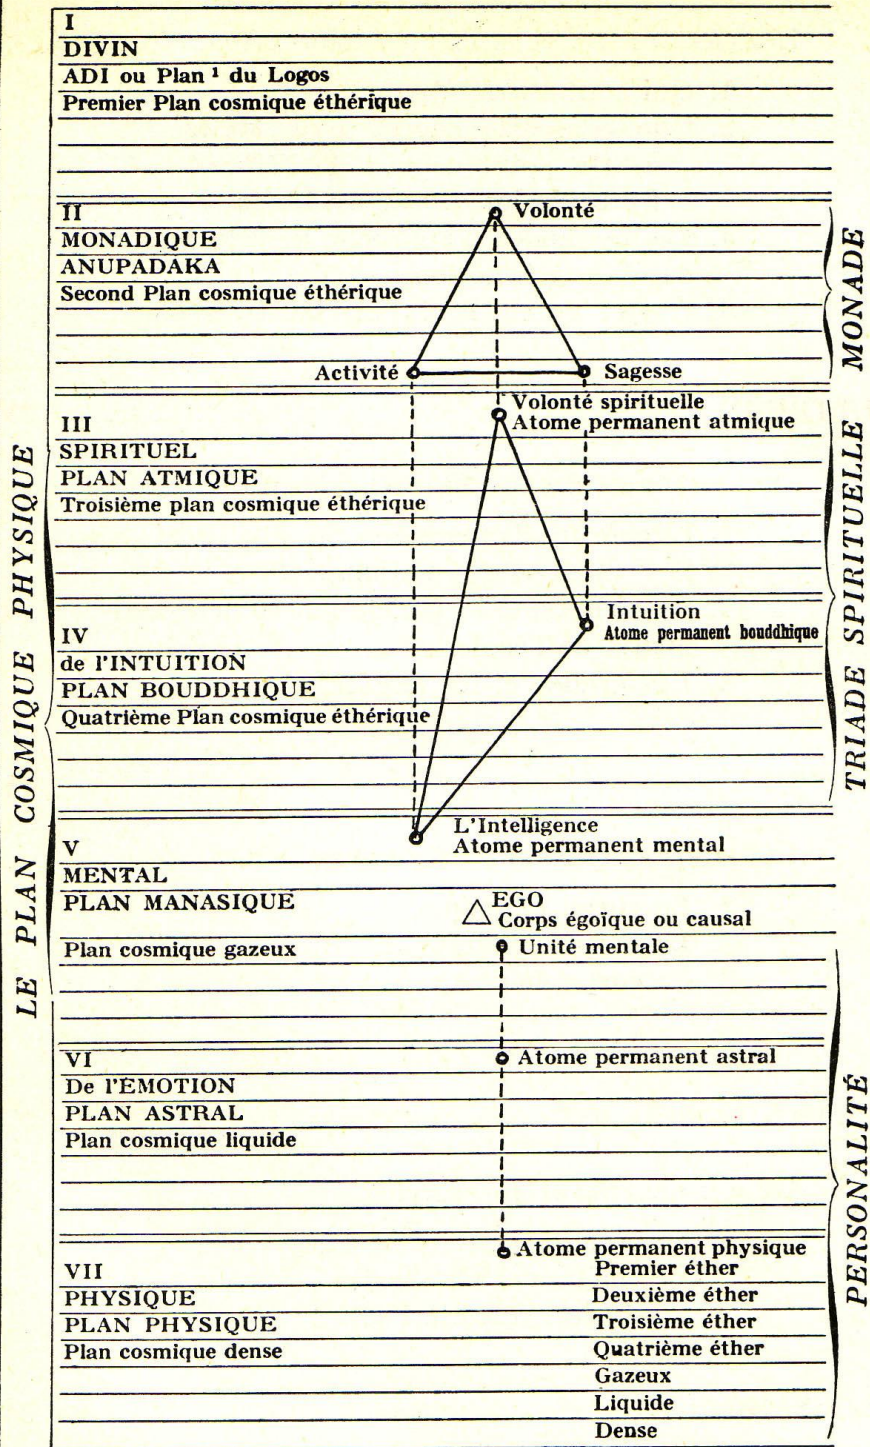 I
DIVIN
ADI ou Plan ¹ du Logos
Premier Plan cosmique éthérique
II
Volonté
MONADIQUE
ANUPADAKA
Second Plan cosmique éthérique
Activité
Sagesse
Volonté spirituelle
Atome permanent atmique
III
SPIRITUEL
PLAN ATMIQUE
Troisième plan cosmique éthérique
Intuition
Atome permanent bouddhique
IV
de l'INTUITION
PLAN BOUDDHIQUE
Quatrième Plan cosmique éthérique
L'Intelligence
Atome permanent mental
V
MENTAL
PLAN MANASIQUE
EGO
Corps égoïque ou causal
Plan cosmique gazeux
Unité mentale
VI
Atome permanent astral
De l'ÉMOTION
PLAN ASTRAL
Plan cosmique liquide
Atome permanent physique
VII
Premier éther
PHYSIQUE
Deuxième éther
PLAN PHYSIQUE
Troisième éther
Plan cosmique dense
Quatrième éther
Gazeux
Liquide
Dense
LE PLAN COSMIQUE PHYSIQUE
MONADE
TRIADE SPIRITUELLE
PERSONALITÉ